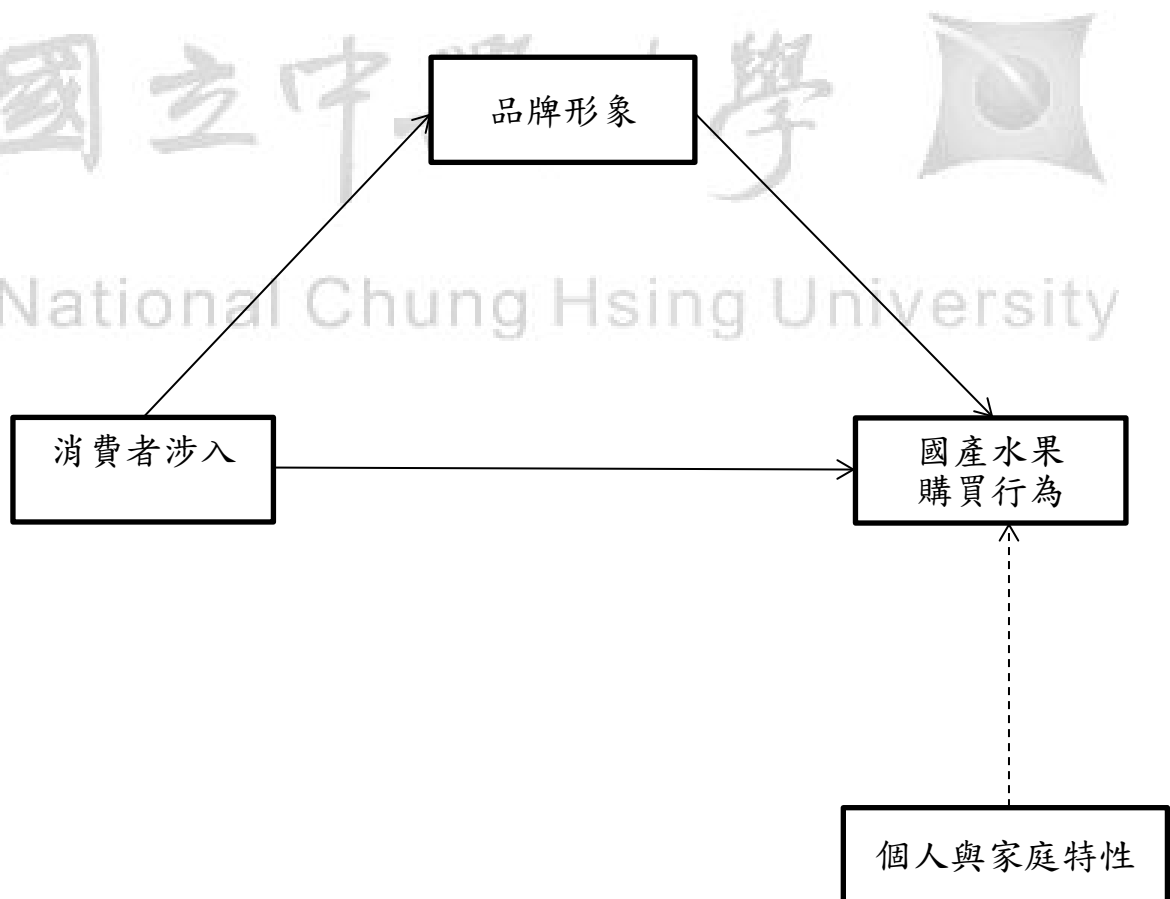 國立中興大學
品牌形象
National Chung Hsing University
消費者涉入
國產水果
購買行為
個人與家庭特性